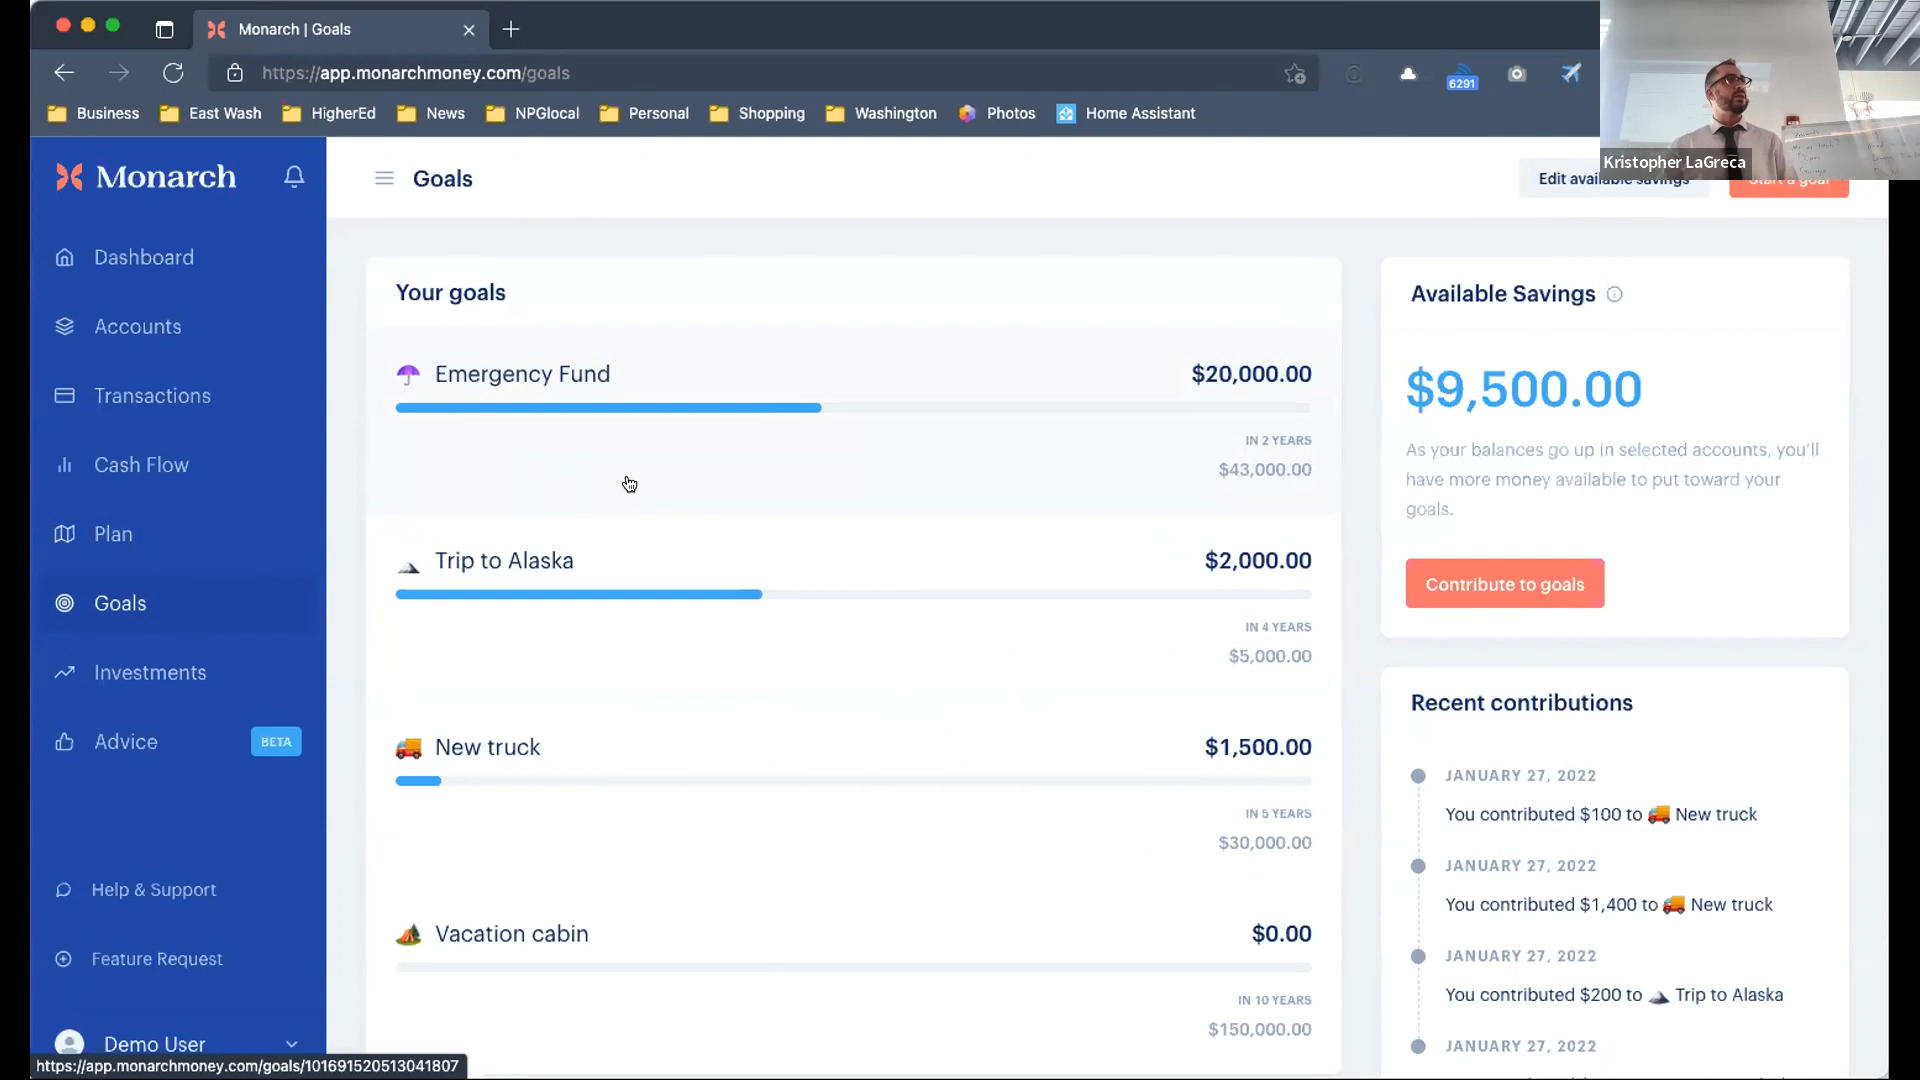 Monarch | Goals
https://app.monarchmoney.com/goals
6291
Business
East Wash
HigherEd
News
NPGlocal
Personal
Shopping
Washington
Photos
Home Assistant
Kristopher LaGreca
Monarch
Goals
Edit available savings
Start a goal
Dashboard
Accounts
Transactions
Cash Flow
Plan
Goals
Investments
Advice
BETA
Help & Support
Feature Request
Demo User
https://app.monarchmoney.com/goals/101691520513041807
Your goals
Emergency Fund
$20,000.00
IN 2 YEARS
$43,000.00
Trip to Alaska
$2,000.00
IN 4 YEARS
$5,000.00
New truck
$1,500.00
IN 5 YEARS
$30,000.00
Vacation cabin
$0.00
IN 10 YEARS
$150,000.00
Available Savings
$9,500.00
As your balances go up in selected accounts, you'll
have more money available to put toward your
goals.
Contribute to goals
Recent contributions
JANUARY 27, 2022
You contributed $100 to 🚚 New truck
JANUARY 27, 2022
You contributed $1,400 to 🚚 New truck
JANUARY 27, 2022
You contributed $200 to 🏔 Trip to Alaska
JANUARY 27, 2022